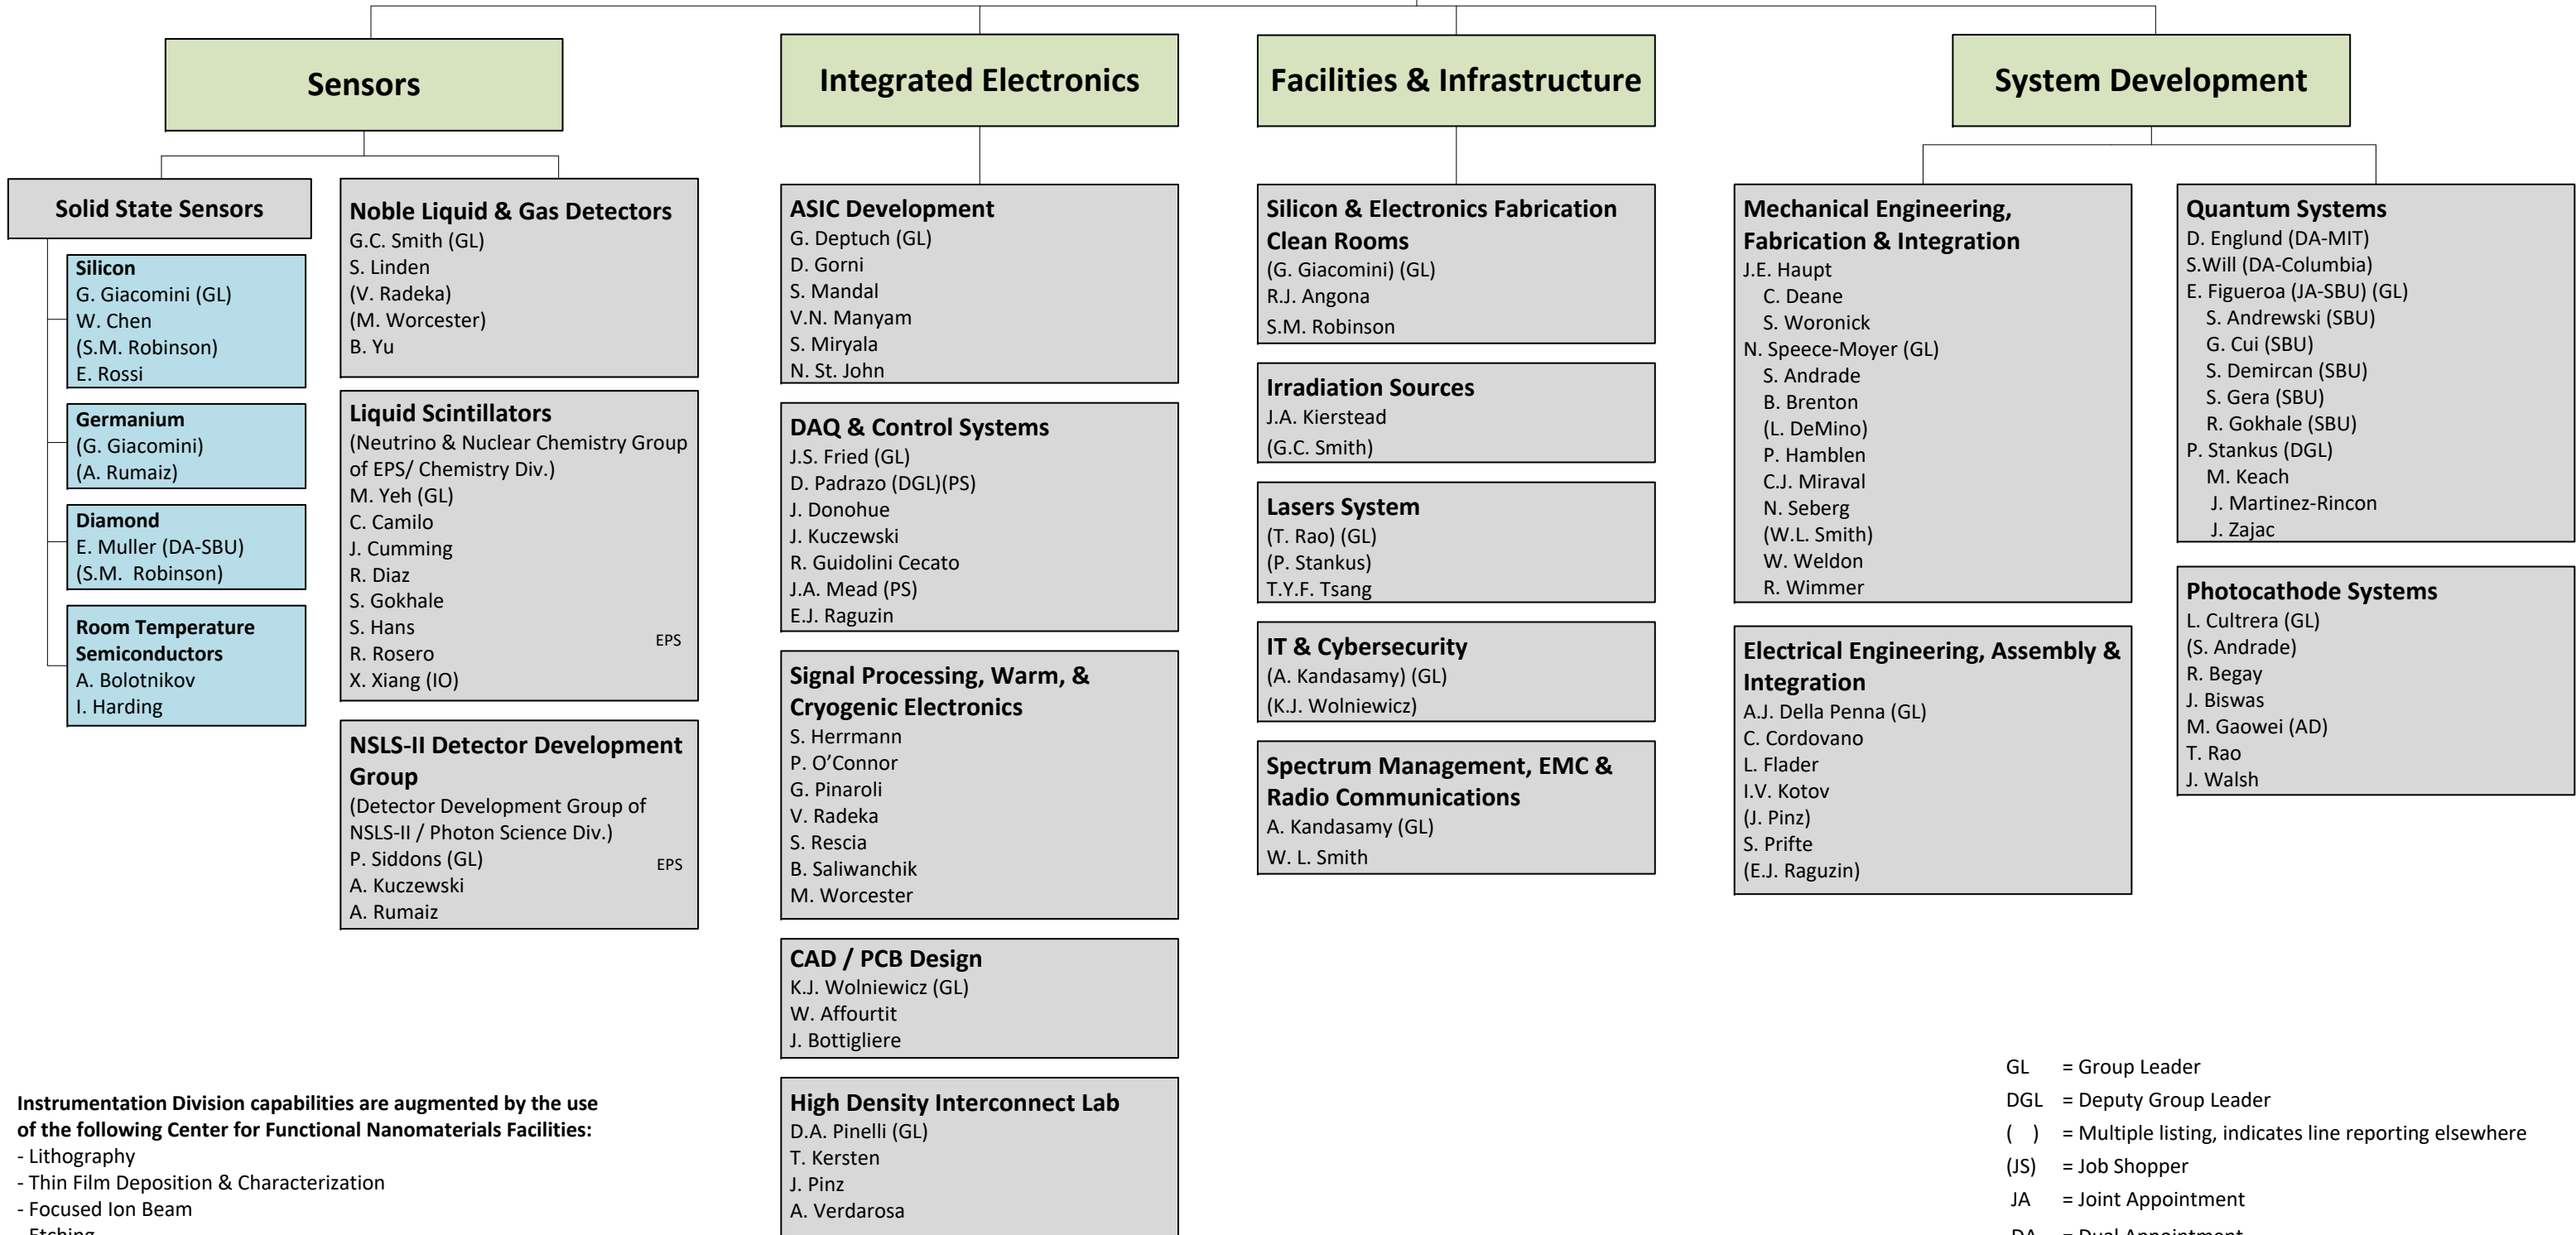 Sensors
Integrated Electronics
Facilities & Infrastructure
System Development
Solid State Sensors
Silicon
G. Giacomini (GL)
W. Chen
(S.M. Robinson)
E. Rossi
Germanium
(G. Giacomini)
(A. Rumaiz)
Diamond
E. Muller (DA-SBU)
(S.M. Robinson)
Room Temperature
Semiconductors
A. Bolotnikov
I. Harding
Noble Liquid & Gas Detectors
G.C. Smith (GL)
S. Linden
(V. Radeka)
(M. Worcester)
B. Yu
Liquid Scintillators
(Neutrino & Nuclear Chemistry Group
of EPS/ Chemistry Div.)
M. Yeh (GL)
C. Camilo
J. Cumming
R. Diaz
S. Gokhale
S. Hans
R. Rosero
X. Xiang (IO)
EPS
NSLS-II Detector Development
Group
(Detector Development Group of
NSLS-II / Photon Science Div.)
P. Siddons (GL)
A. Kuczewski
A. Rumaiz
EPS
ASIC Development
G. Deptuch (GL)
D. Gorni
S. Mandal
V.N. Manyam
S. Miryala
N. St. John
DAQ & Control Systems
J.S. Fried (GL)
D. Padrazo (DGL)(PS)
J. Donohue
J. Kuczewski
R. Guidolini Cecato
J.A. Mead (PS)
E.J. Raguzin
Signal Processing, Warm, &
Cryogenic Electronics
S. Herrmann
P. O’Connor
G. Pinaroli
V. Radeka
S. Rescia
B. Saliwanchik
M. Worcester
CAD / PCB Design
K.J. Wolniewicz (GL)
W. Affourtit
J. Bottigliere
High Density Interconnect Lab
D.A. Pinelli (GL)
T. Kersten
J. Pinz
A. Verdarosa
Silicon & Electronics Fabrication
Clean Rooms
(G. Giacomini) (GL)
R.J. Angona
S.M. Robinson
Irradiation Sources
J.A. Kierstead
(G.C. Smith)
Lasers System
(T. Rao) (GL)
(P. Stankus)
T.Y.F. Tsang
IT & Cybersecurity
(A. Kandasamy) (GL)
(K.J. Wolniewicz)
Spectrum Management, EMC &
Radio Communications
A. Kandasamy (GL)
W. L. Smith
Mechanical Engineering,
Fabrication & Integration
J.E. Haupt
C. Deane
S. Woronick
N. Speece-Moyer (GL)
S. Andrade
B. Brenton
(L. DeMino)
P. Hamblen
C.J. Miraval
N. Seberg
(W.L. Smith)
W. Weldon
R. Wimmer
Electrical Engineering, Assembly &
Integration
A.J. Della Penna (GL)
C. Cordovano
L. Flader
I.V. Kotov
(J. Pinz)
S. Prifte
(E.J. Raguzin)
Quantum Systems
D. Englund (DA-MIT)
S.Will (DA-Columbia)
E. Figueroa (JA-SBU) (GL)
S. Andrewski (SBU)
G. Cui (SBU)
S. Demircan (SBU)
S. Gera (SBU)
R. Gokhale (SBU)
P. Stankus (DGL)
M. Keach
J. Martinez-Rincon
J. Zajac
Photocathode Systems
L. Cultrera (GL)
(S. Andrade)
R. Begay
J. Biswas
M. Gaowei (AD)
T. Rao
J. Walsh
Instrumentation Division capabilities are augmented by the use
of the following Center for Functional Nanomaterials Facilities:
- Lithography
- Thin Film Deposition & Characterization
- Focused Ion Beam
- Etching
GL = Group Leader
DGL = Deputy Group Leader
( ) = Multiple listing, indicates line reporting elsewhere
(JS) = Job Shopper
JA = Joint Appointment
DA = Dual Appointment